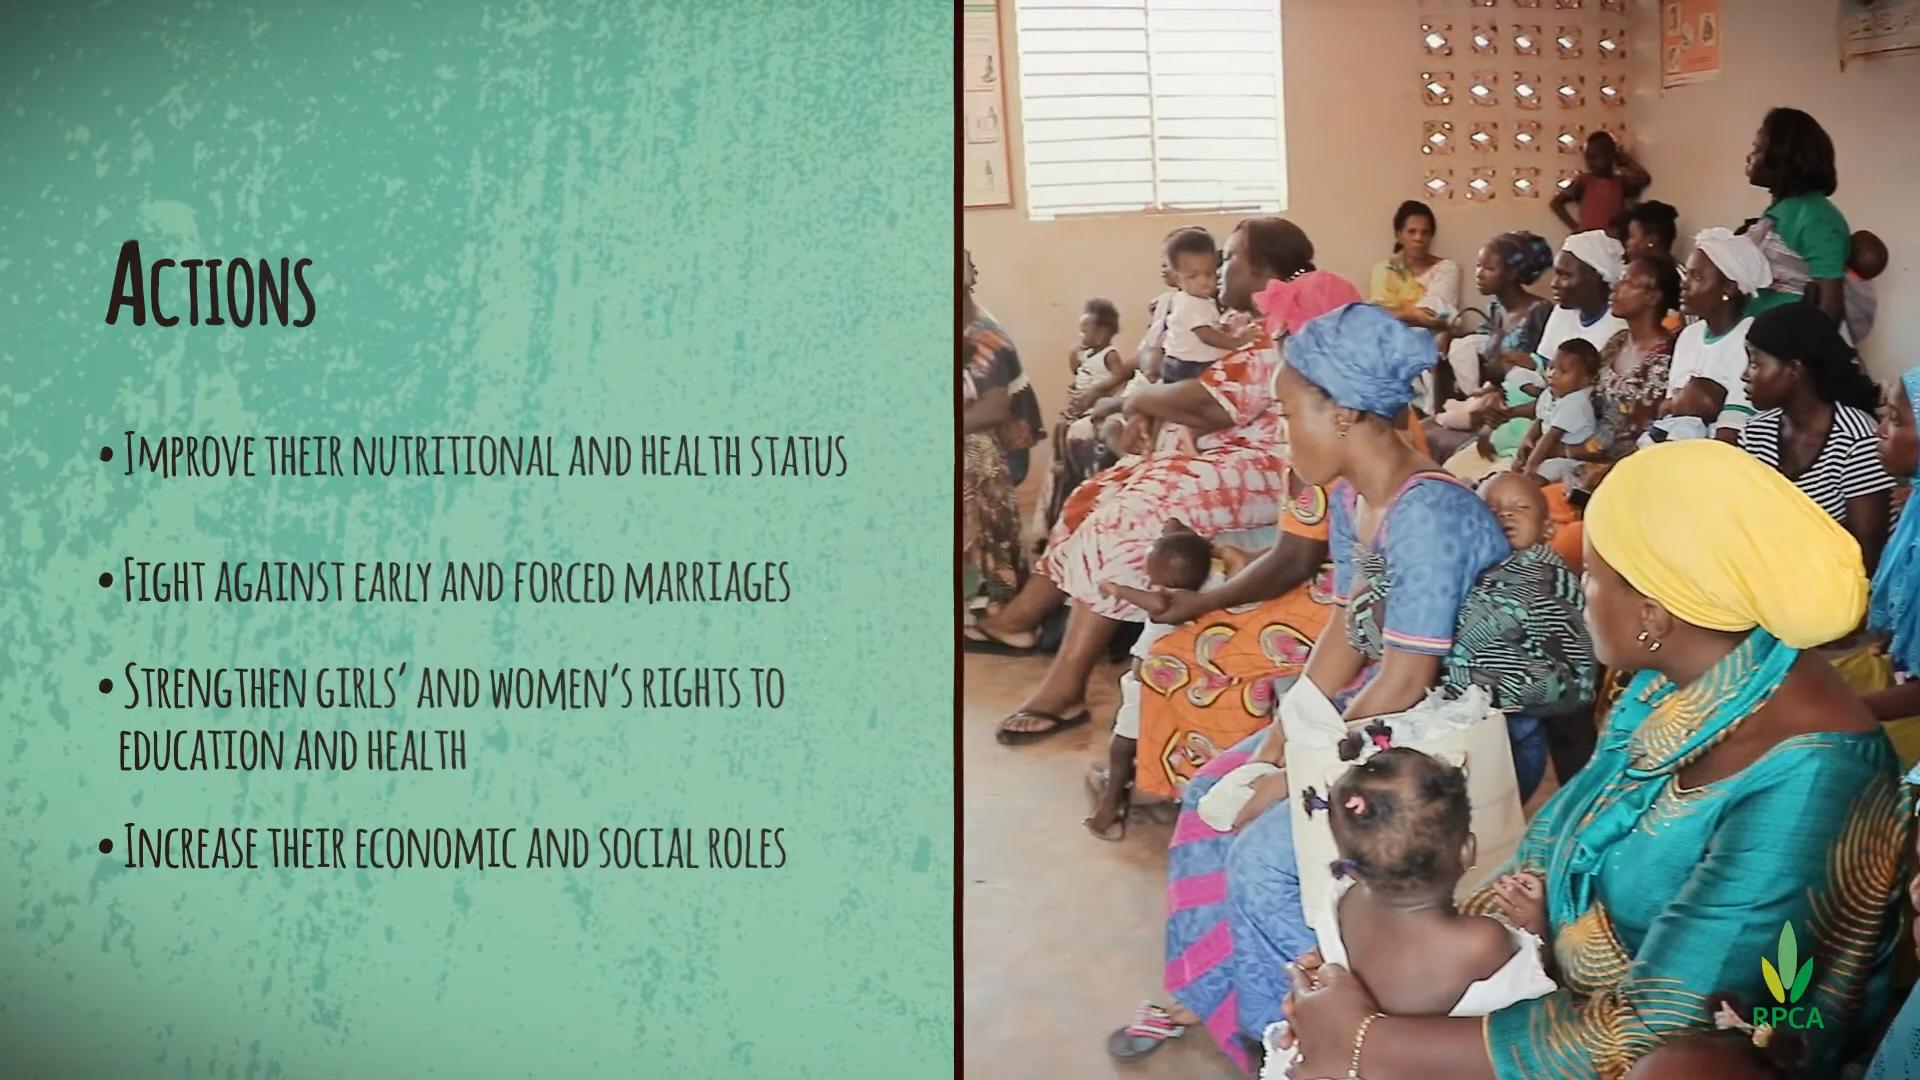 Actions
• Improve their nutritional and health status
• Fight against early and forced marriages
• Strengthen girls’ and women’s rights to
education and health
• Increase their economic and social roles
RPCA